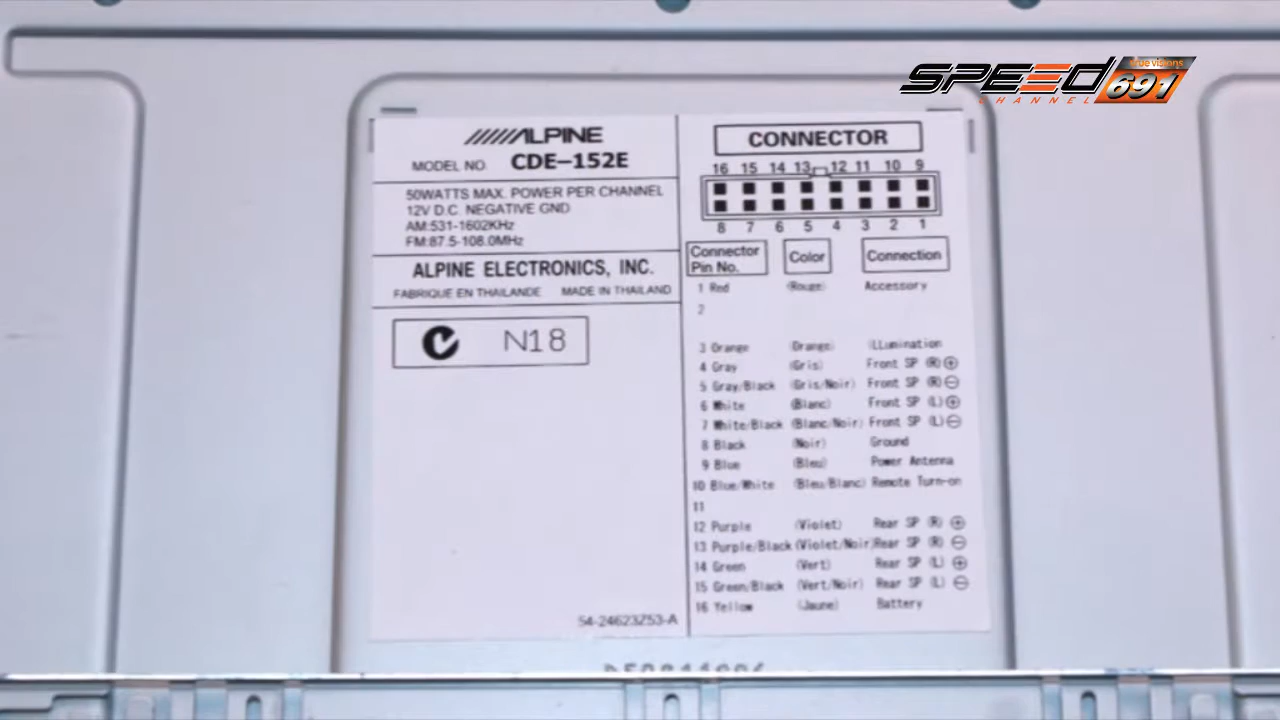 SPEED
true visions
691
CHANNEL
ALPINE
MODEL NO. CDE-152E
50WATTS MAX. POWER PER CHANNEL
12V D.C. NEGATIVE GND
AM:531-1602KHz
FM:87.5-108.0MHz
ALPINE ELECTRONICS, INC.
FABRIQUE EN THAILANDE MADE IN THAILAND
N18
54-24623Z53-A
CONNECTOR
16 15 14 13 12 11 10 9
8 7 6 5 4 3 2 1
Connector Pin No. Color Connection
1 Red (Rouge) Accessory
2
3 Orange (Orange) ILLumination
4 Gray (Gris) Front SP (R) ⊕
5 Gray/Black (Gris/Noir) Front SP (R) ⊖
6 White (Blanc) Front SP (L) ⊕
7 White/Black (Blanc/Noir) Front SP (L) ⊖
8 Black (Noir) Ground
9 Blue (Bleu) Power Antenna
10 Blue/White (Bleu/Blanc) Remote Turn-on
11
12 Purple (Violet) Rear SP (R) ⊕
13 Purple/Black (Violet/Noir) Rear SP (R) ⊖
14 Green (Vert) Rear SP (L) ⊕
15 Green/Black (Vert/Noir) Rear SP (L) ⊖
16 Yellow (Jaune) Battery